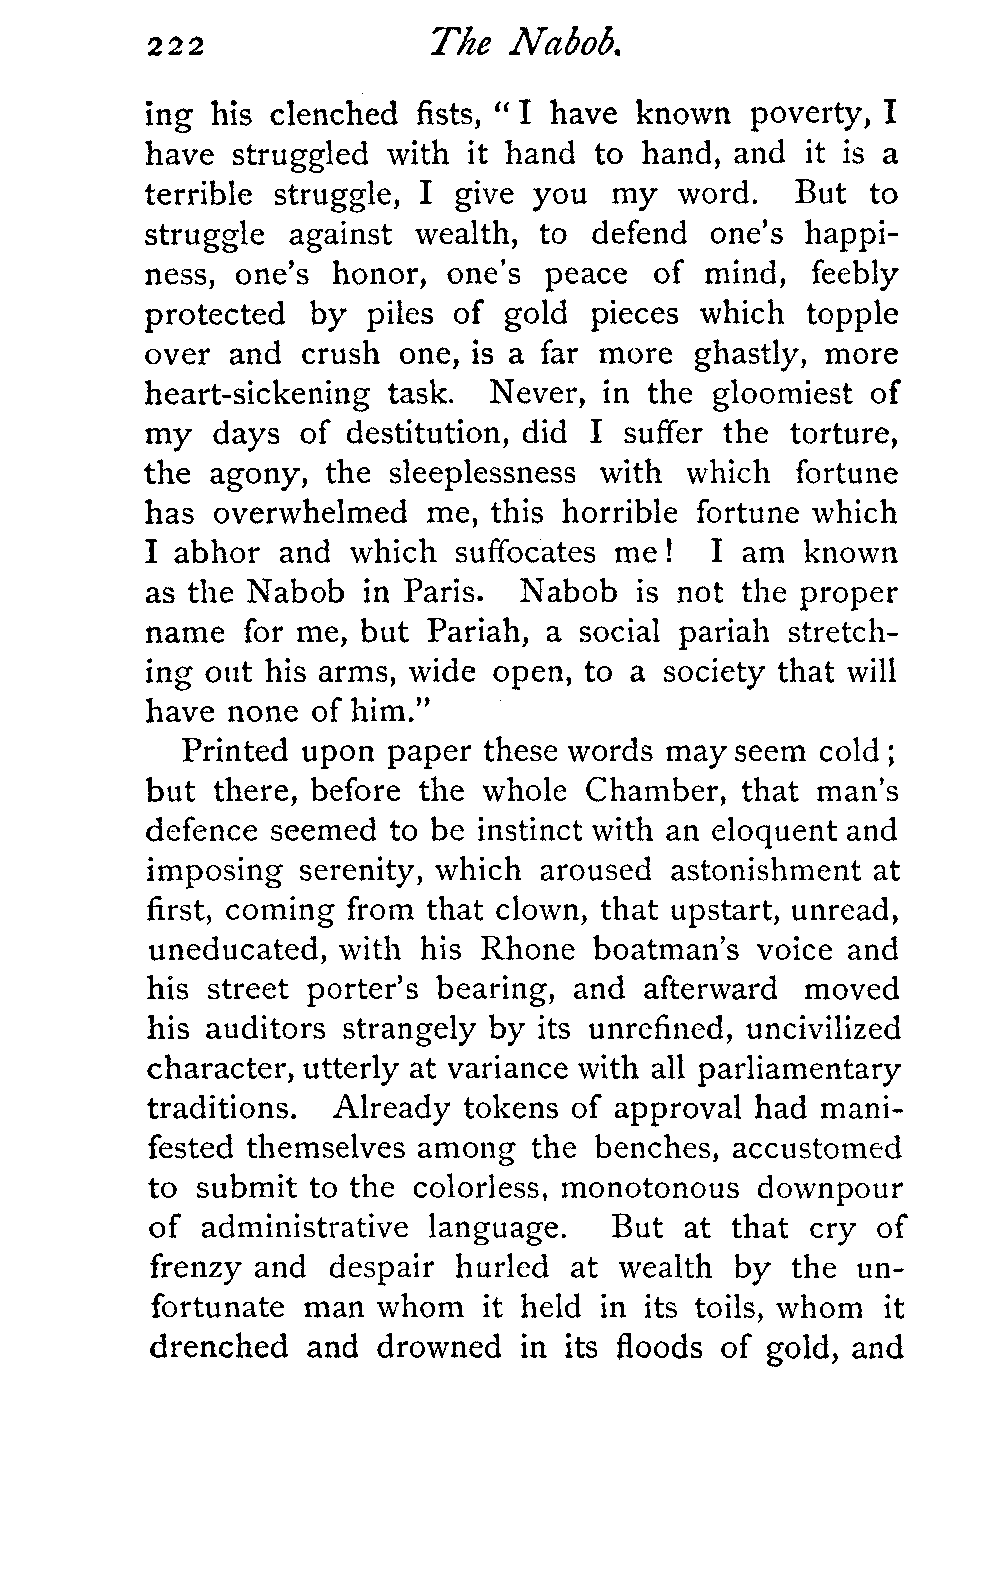 222 The Nabob.
ing his clenched fists, “ I have known poverty, I
have struggled with it hand to hand, and it is a
terrible struggle, I give you my word. But to
struggle against wealth, to defend one's happi-
ness, one's honor, one's peace of mind, feebly
protected by piles of gold pieces which topple
over and crush one, is a far more ghastly, more
heart-sickening task. Never, in the gloomiest of
my days of destitution, did I suffer the torture,
the agony, the sleeplessness with which fortune
has overwhelmed me, this horrible fortune which
I abhor and which suffocates me! I am known
as the Nabob in Paris. Nabob is not the proper
name for me, but Pariah, a social pariah stretch-
ing out his arms, wide open, to a society that will
have none of him.”
Printed upon paper these words may seem cold;
but there, before the whole Chamber, that man's
defence seemed to be instinct with an eloquent and
imposing serenity, which aroused astonishment at
first, coming from that clown, that upstart, unread,
uneducated, with his Rhone boatman's voice and
his street porter's bearing, and afterward moved
his auditors strangely by its unrefined, uncivilized
character, utterly at variance with all parliamentary
traditions. Already tokens of approval had mani-
fested themselves among the benches, accustomed
to submit to the colorless, monotonous downpour
of administrative language. But at that cry of
frenzy and despair hurled at wealth by the un-
fortunate man whom it held in its toils, whom it
drenched and drowned in its floods of gold, and